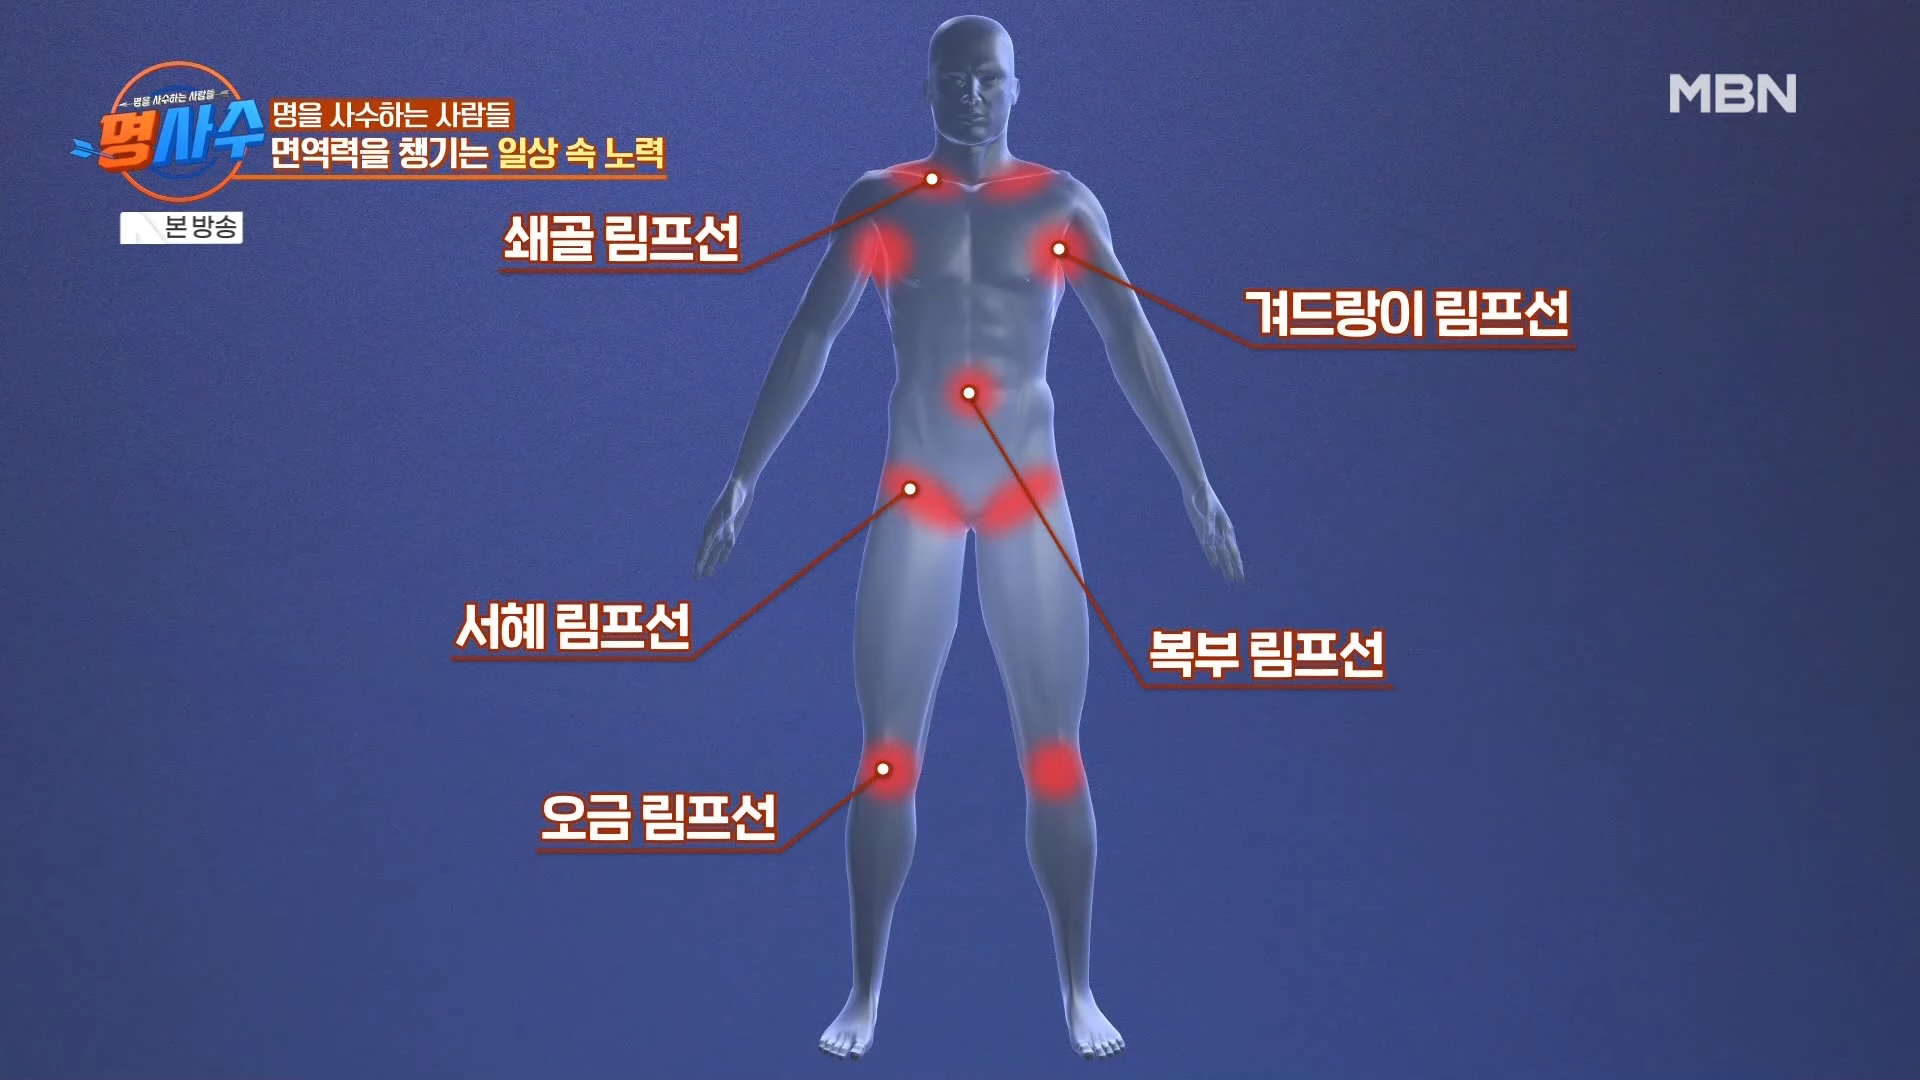 명을 사수하는 사람들
명사수
명을 사수하는 사람들
면역력을 챙기는 일상 속 노력
본 방송
MBN
쇄골 림프선
겨드랑이 림프선
서혜 림프선
복부 림프선
오금 림프선